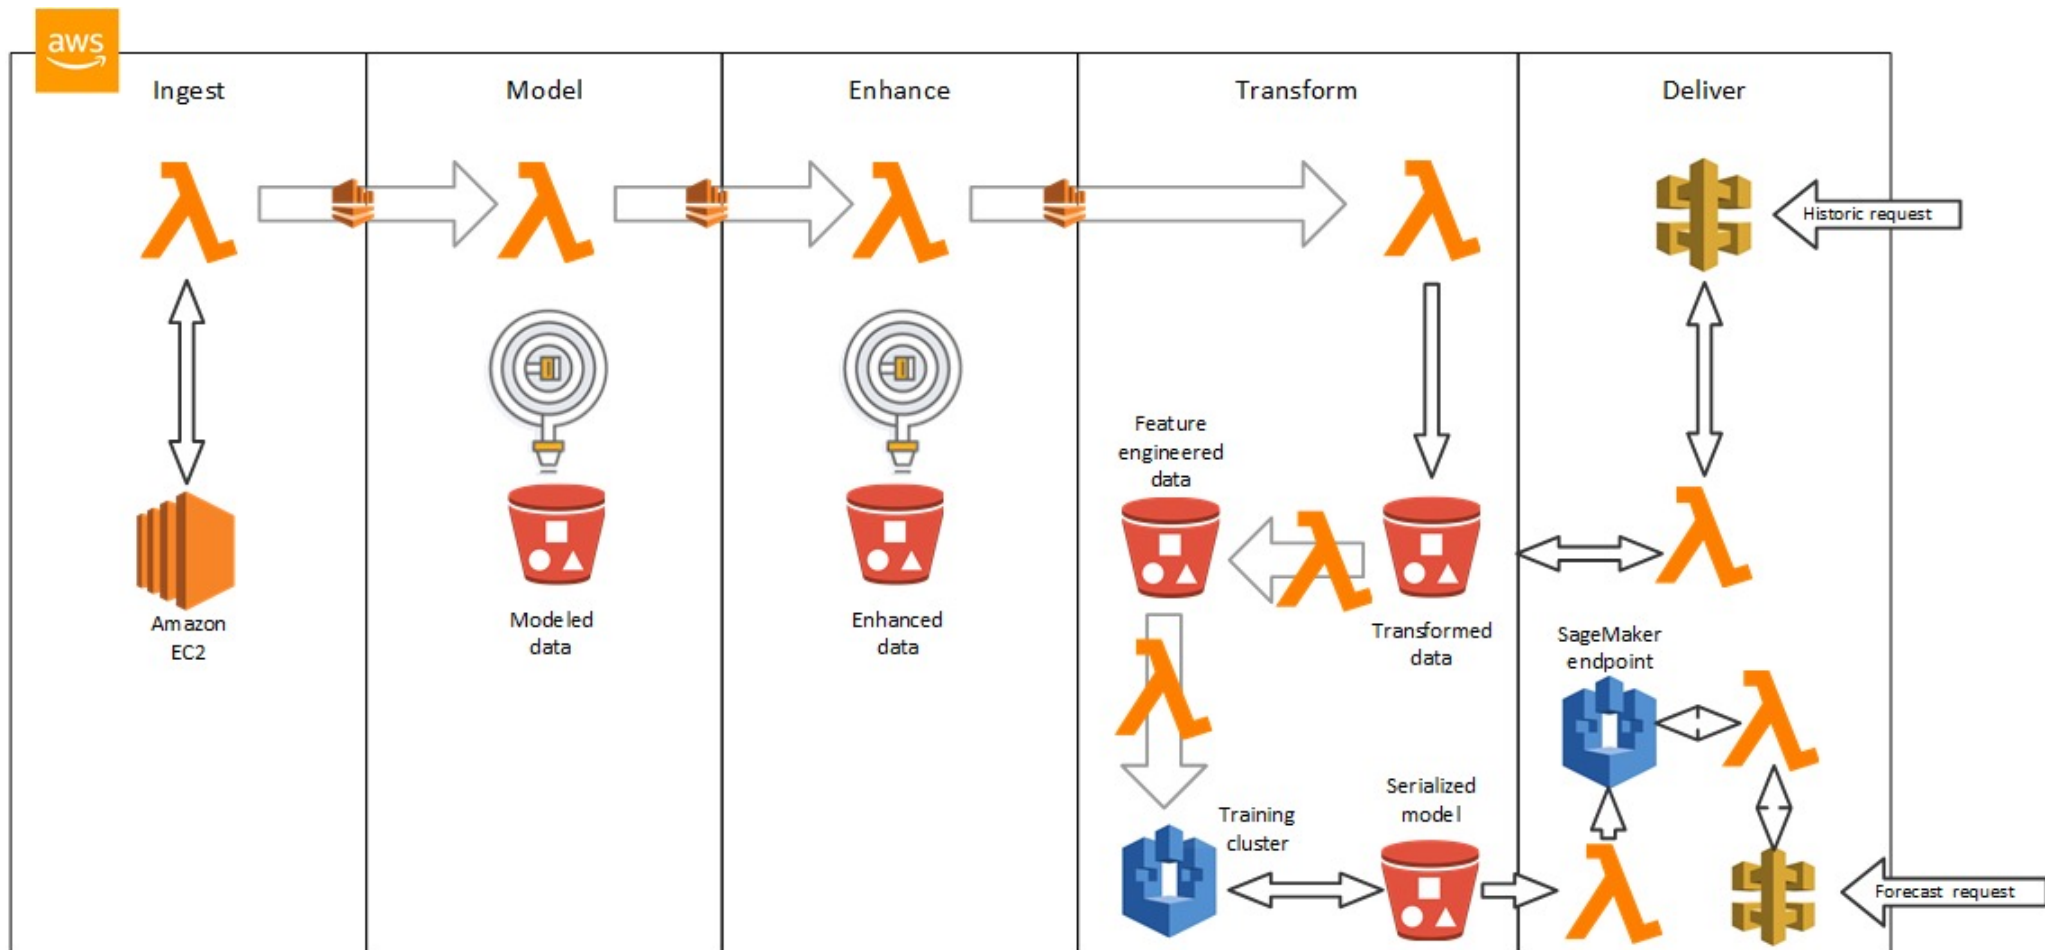 aws
Ingest
Model
Enhance
Transform
Deliver
Historic request
Feature
engineered
data
Amazon
EC2
Modeled
data
Enhanced
data
Transformed
data
SageMaker
endpoint
Training
cluster
Serialized
model
Forecast request